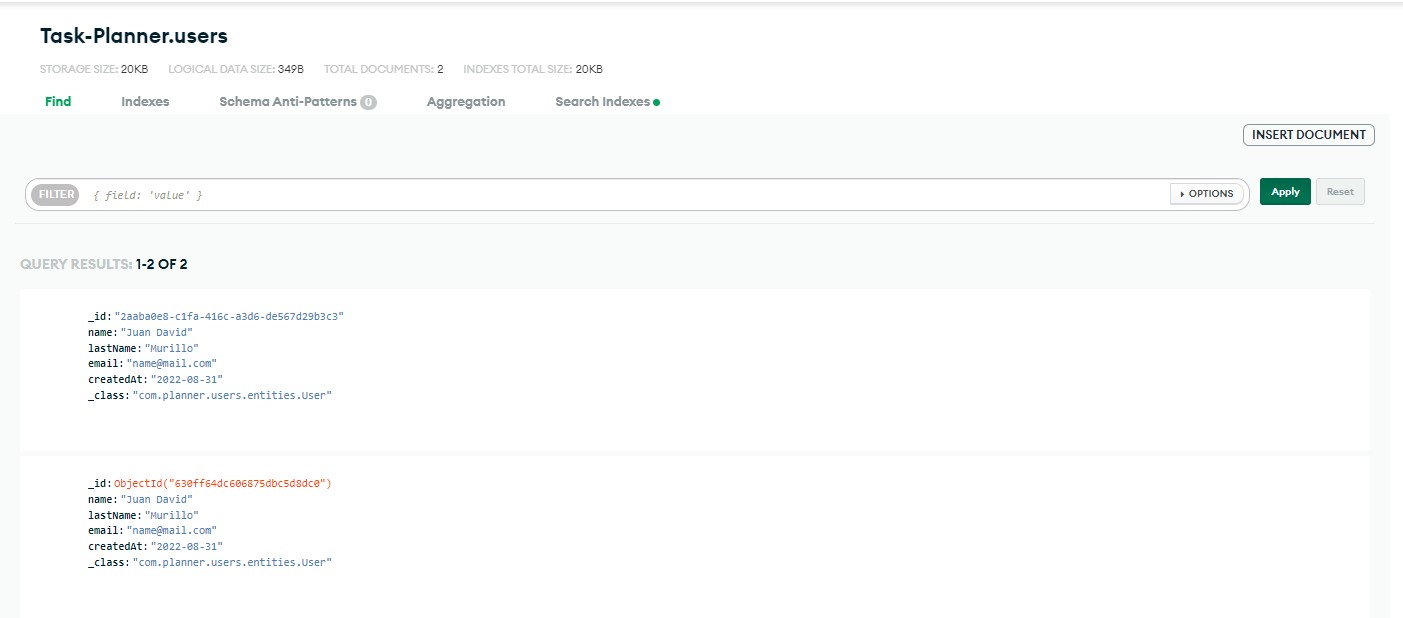 Task-Planner.users
STORAGE SIZE: 20KB LOGICAL DATA SIZE: 349B TOTAL DOCUMENTS: 2 INDEXES TOTAL SIZE: 20KB
Find Indexes Schema Anti-Patterns 0 Aggregation Search Indexes
INSERT DOCUMENT
FILTER { field: 'value' } OPTIONS Apply Reset
QUERY RESULTS: 1-2 OF 2
_id: "2aaba0e8-c1fa-416c-a3d6-de567d29b3c3"
name: "Juan David"
lastName: "Murillo"
email: "name@mail.com"
createdAt: "2022-08-31"
_class: "com.planner.users.entities.User"
_id: ObjectId("630ff64dc606875dbc5d8dc0")
name: "Juan David"
lastName: "Murillo"
email: "name@mail.com"
createdAt: "2022-08-31"
_class: "com.planner.users.entities.User"